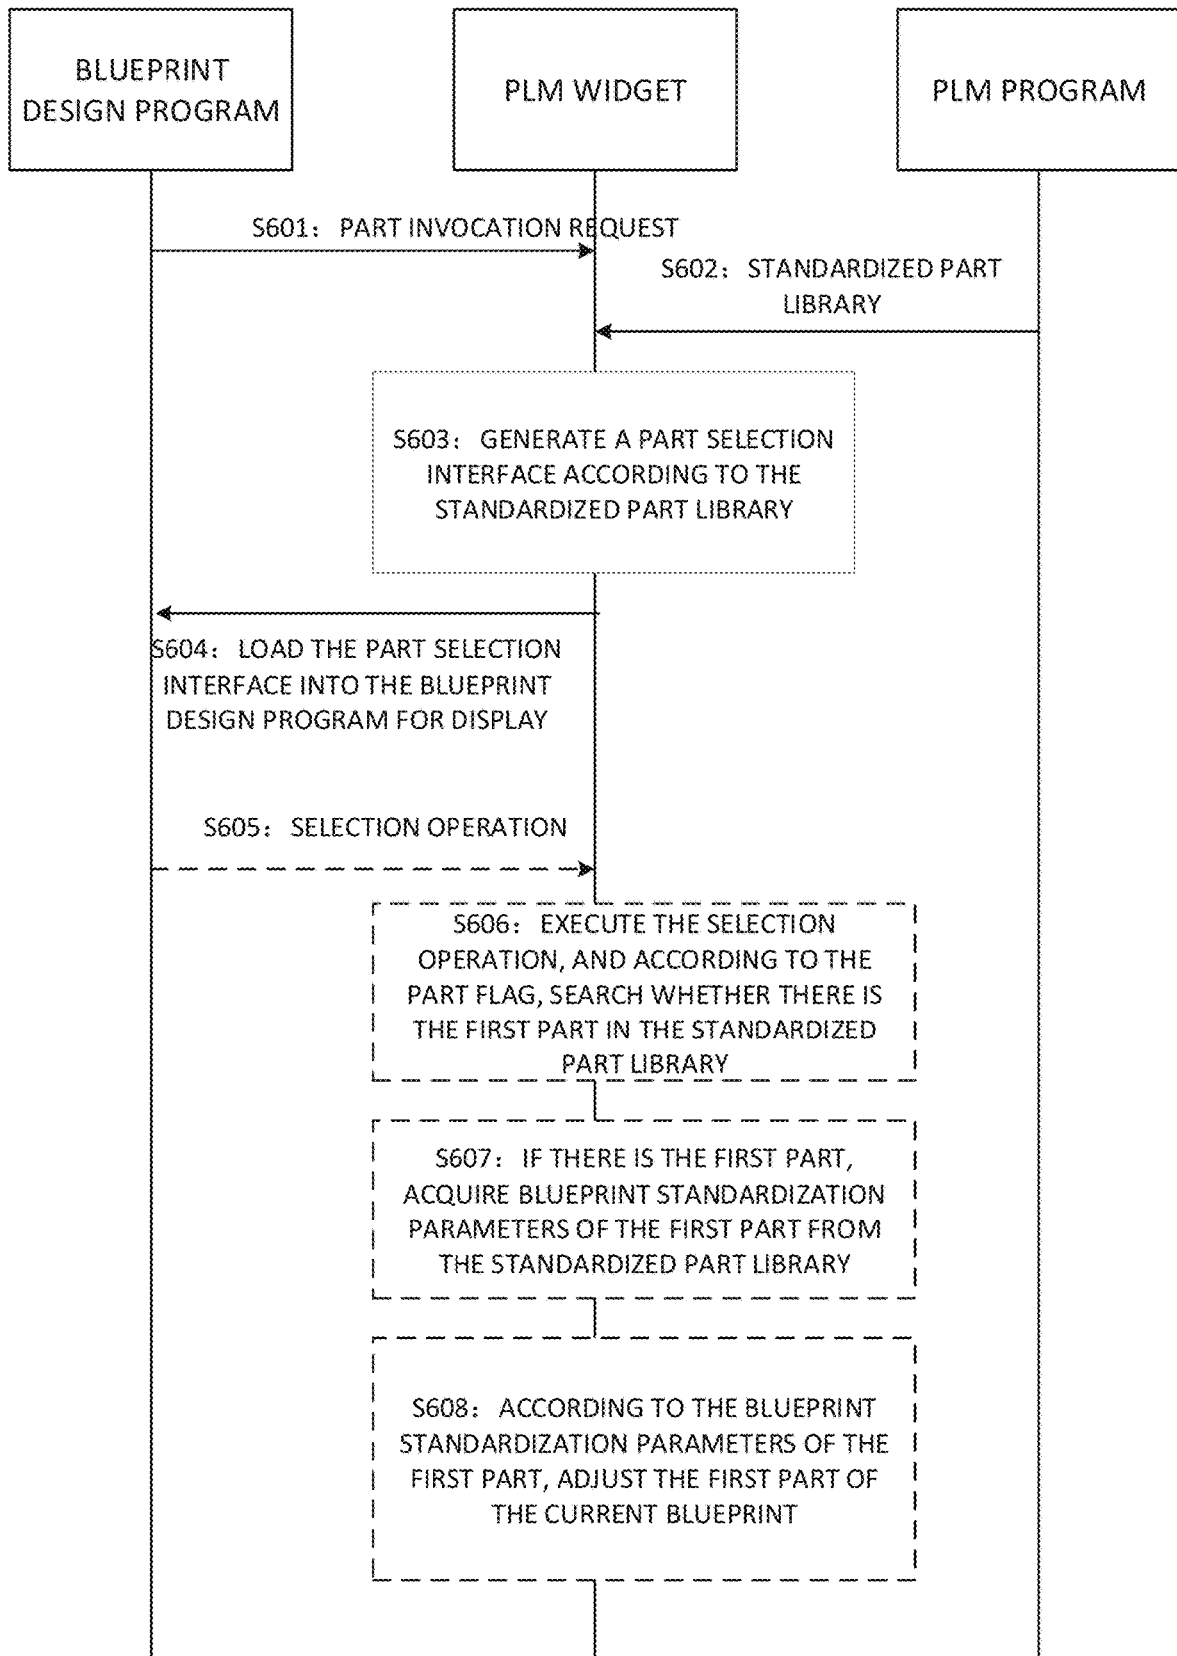 BLUEPRINT
DESIGN PROGRAM
PLM WIDGET
PLM PROGRAM
S601：PART INVOCATION REQUEST
S602：STANDARDIZED PART
LIBRARY
S603：GENERATE A PART SELECTION
INTERFACE ACCORDING TO THE
STANDARDIZED PART LIBRARY
S604：LOAD THE PART SELECTION
INTERFACE INTO THE BLUEPRINT
DESIGN PROGRAM FOR DISPLAY
S605：SELECTION OPERATION
S606：EXECUTE THE SELECTION
OPERATION, AND ACCORDING TO THE
PART FLAG, SEARCH WHETHER THERE IS
THE FIRST PART IN THE STANDARDIZED
PART LIBRARY
S607：IF THERE IS THE FIRST PART,
ACQUIRE BLUEPRINT STANDARDIZATION
PARAMETERS OF THE FIRST PART FROM
THE STANDARDIZED PART LIBRARY
S608：ACCORDING TO THE BLUEPRINT
STANDARDIZATION PARAMETERS OF THE
FIRST PART, ADJUST THE FIRST PART OF
THE CURRENT BLUEPRINT